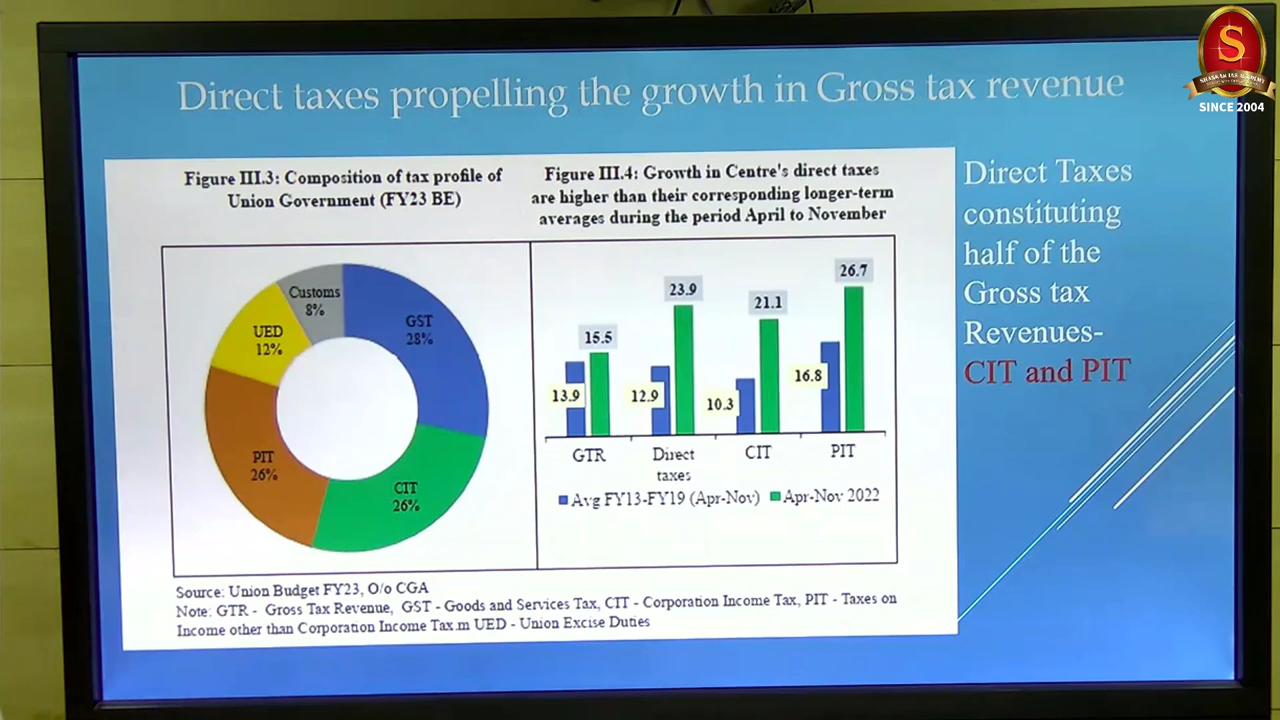 S
SHANKAR IAS ACADEMY
SINCE 2004
Direct taxes propelling the growth in Gross tax revenue
Figure III.3: Composition of tax profile of
Union Government (FY23 BE)
Customs
8%
GST
28%
UED
12%
PIT
26%
CIT
26%
Figure III.4: Growth in Centre's direct taxes
are higher than their corresponding longer-term
averages during the period April to November
26.7
23.9
21.1
15.5
16.8
13.9
12.9
10.3
GTR
Direct
taxes
CIT
PIT
Avg FY13-FY19 (Apr-Nov)
Apr-Nov 2022
Source: Union Budget FY23, O/o CGA
Note: GTR - Gross Tax Revenue, GST - Goods and Services Tax, CIT - Corporation Income Tax, PIT - Taxes on
Income other than Corporation Income Tax.m UED - Union Excise Duties
Direct Taxes
constituting
half of the
Gross tax
Revenues-
CIT and PIT